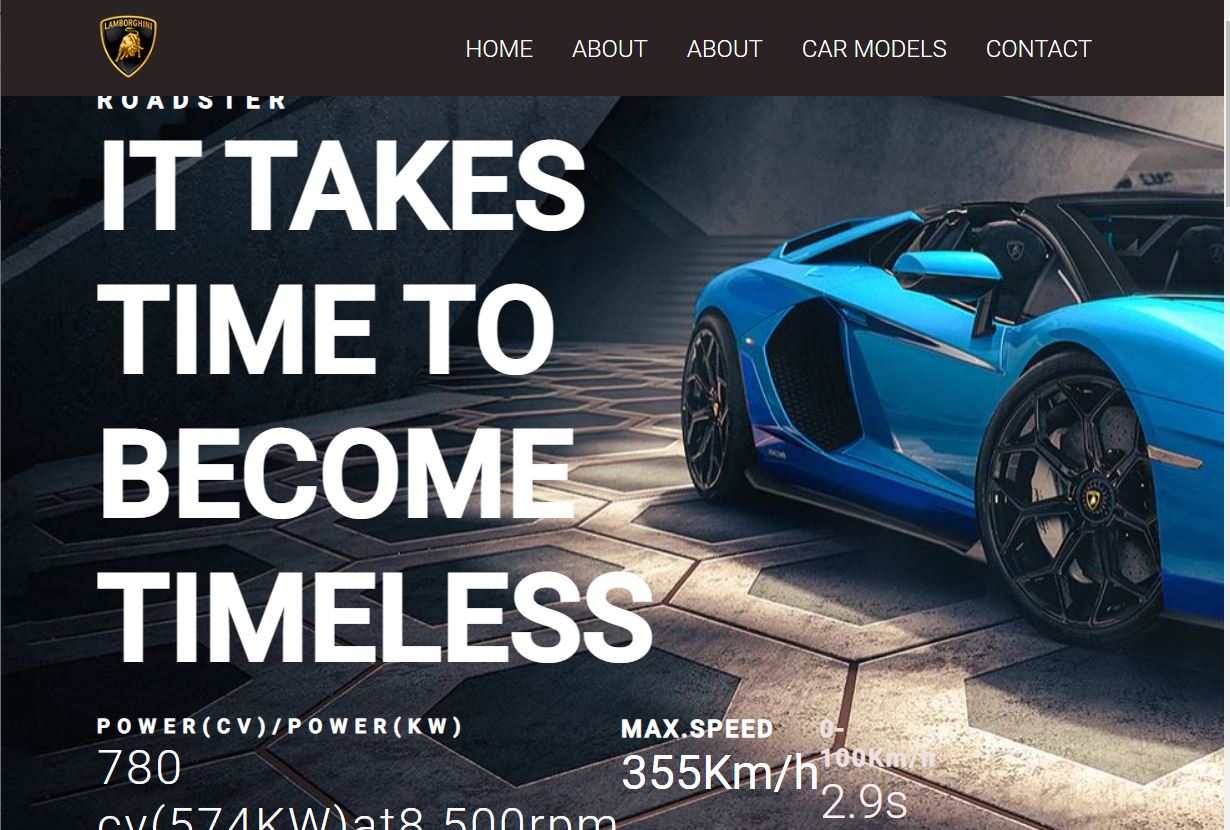 LAMBORGHINI
HOME ABOUT ABOUT CAR MODELS CONTACT
ROADSTER
IT TAKES
TIME TO
BECOME
TIMELESS
POWER(CV)/POWER(KW)
780
cv(574KW)at8,500rpm
MAX.SPEED
355Km/h
0-
100Km/h
2.9s